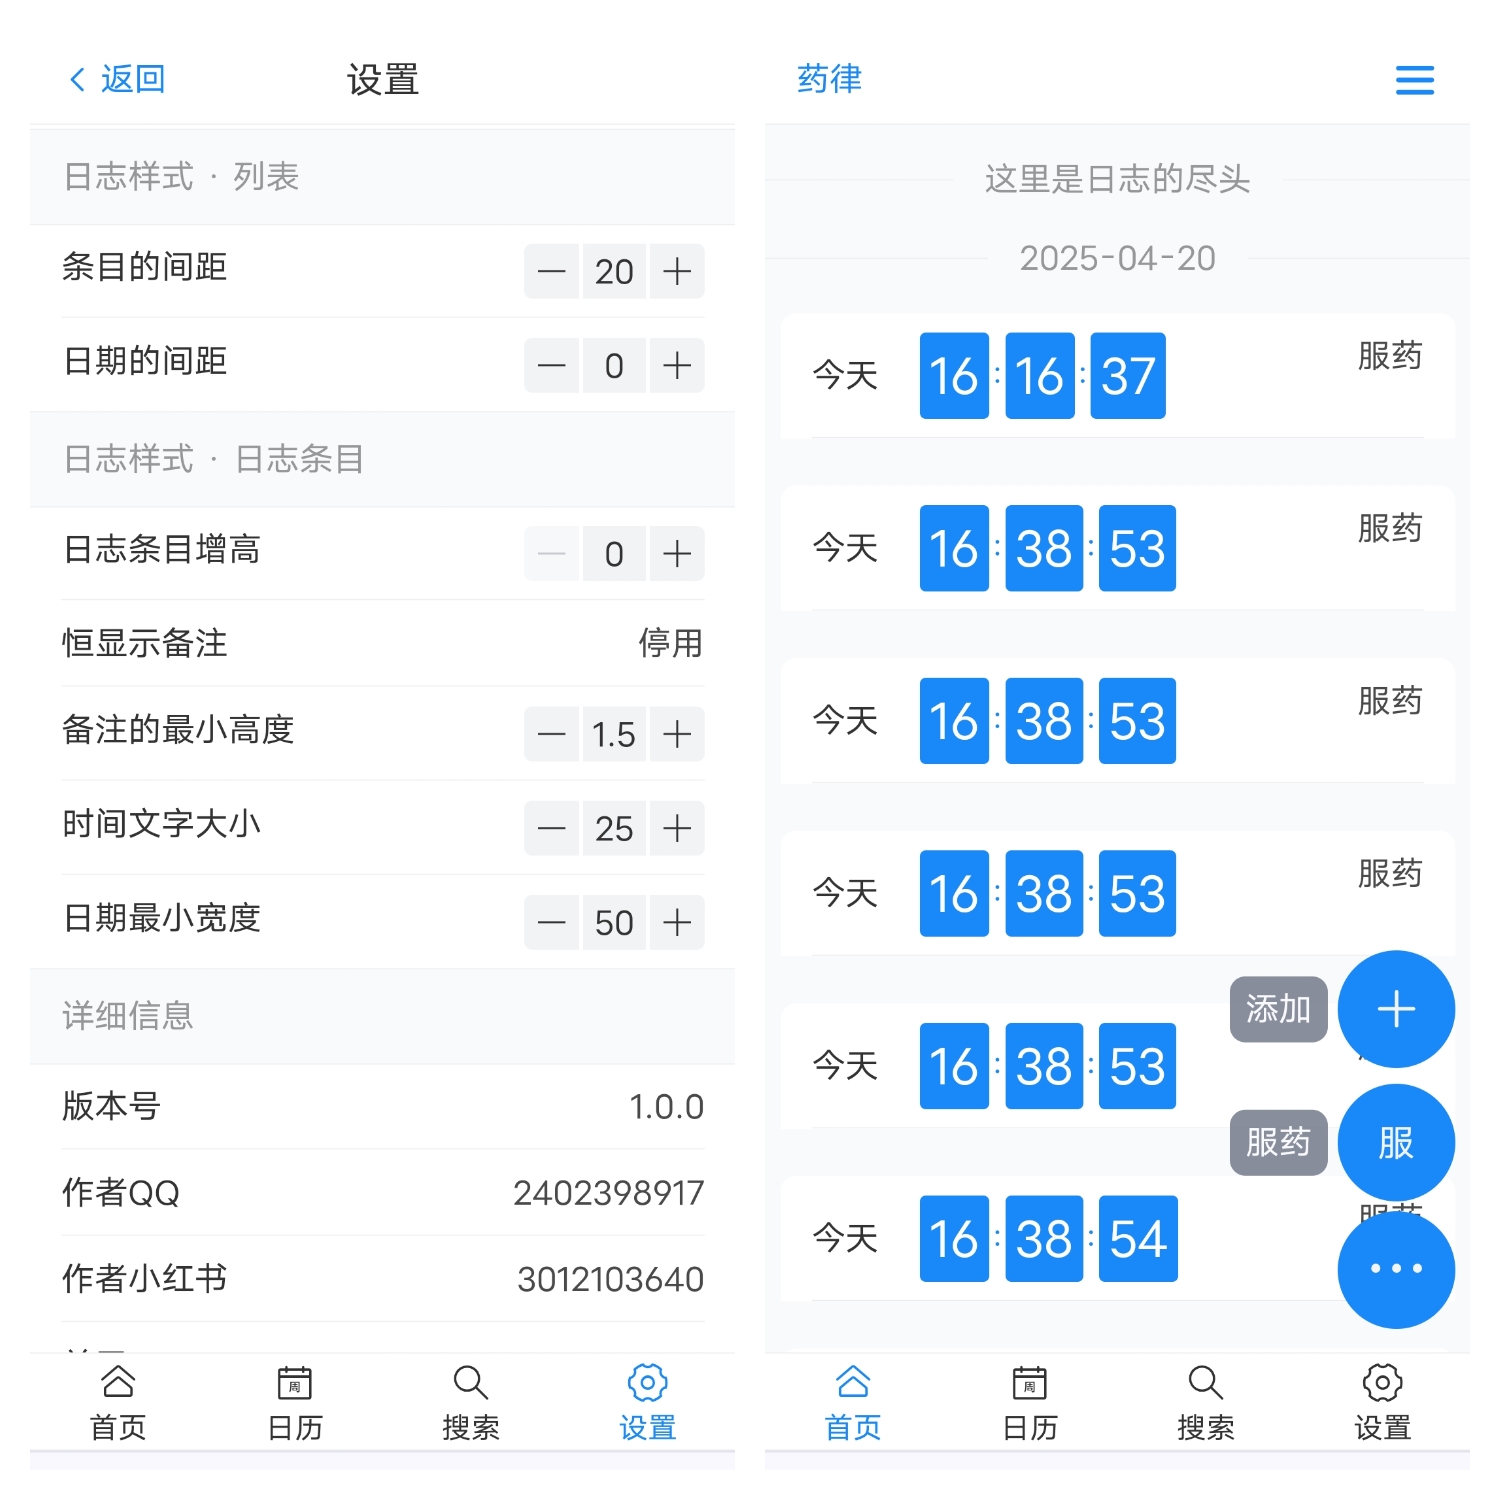 返回
设置
日志样式 · 列表
条目的间距
20
日期的间距
0
日志样式 · 日志条目
日志条目增高
0
恒显示备注
停用
备注的最小高度
1.5
时间文字大小
25
日期最小宽度
50
详细信息
版本号
1.0.0
作者QQ
2402398917
作者小红书
3012103640
首页
周
日历
搜索
设置
药律
这里是日志的尽头
2025-04-20
今天
16:16:37
服药
今天
16:38:53
服药
今天
16:38:53
服药
今天
16:38:53
服药
添加
今天
16:38:53
服药
服
今天
16:38:54
服药
首页
周
日历
搜索
设置